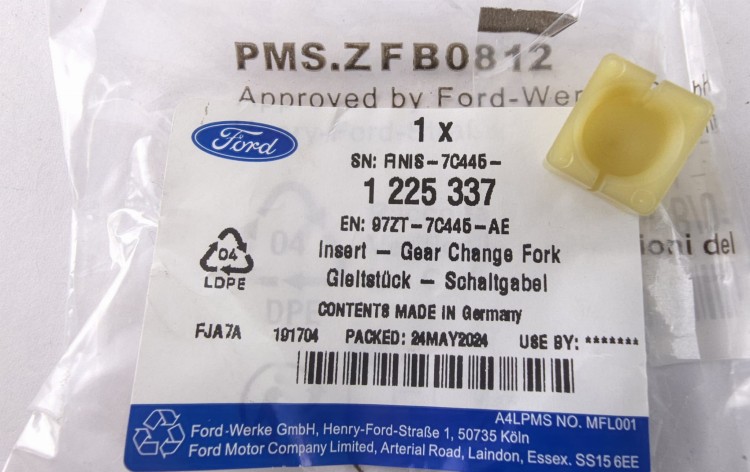 PMS.ZFB0812
Approved by Ford-Werke
Ford
1 x
SN: FINIS-7C445-
1 225 337
EN: 97ZT-7C445-AE
04
LDPE
Insert - Gear Change Fork
Gleitstück - Schaltgabel
ioni del
CONTENTS MADE IN Germany
FJA7A 191704 PACKED: 24MAY2024 USE BY: *******
A4LPMS NO. MFL001
Ford-Werke GmbH, Henry-Ford-Straße 1, 50735 Köln
Ford Motor Company Limited, Arterial Road, Laindon, Essex. SS15 6EE